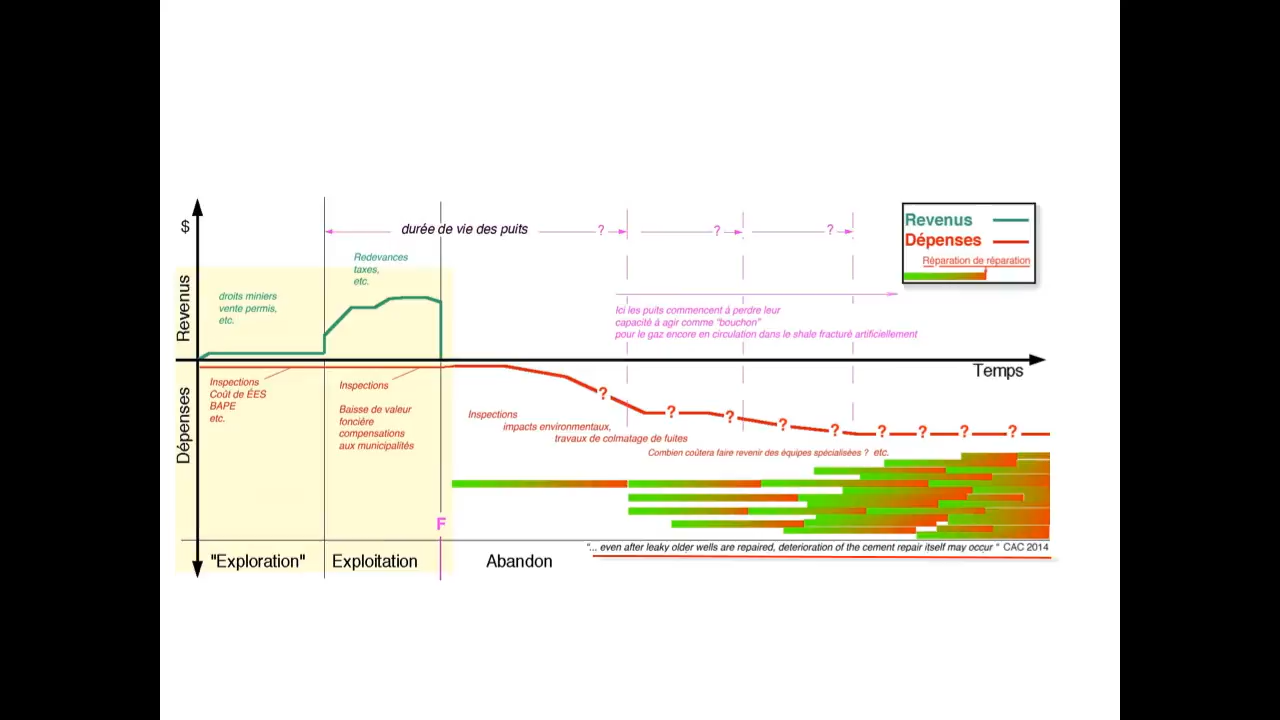 $
durée de vie des puits
?
?
?
Revenus
Dépenses
Réparation de réparation
Revenus
Redevances
taxes,
etc.
droits miniers
vente permis,
etc.
Ici les puits commencent à perdre leur
capacité à agir comme "bouchon"
pour le gaz encore en circulation dans le shale fracturé artificiellement
Temps
Dépenses
Inspections
Coût de ÉES
BAPE
etc.
Inspections
Baisse de valeur
foncière
compensations
aux municipalités
? ? ? ? ? ? ? ? ?
Inspections
impacts environmentaux,
travaux de colmatage de fuites
Combien coûtera faire revenir des équipes spécialisées ? etc.
F
"... even after leaky older wells are repaired, deterioration of the cement repair itself may occur " CAC 2014
"Exploration"
Exploitation
Abandon